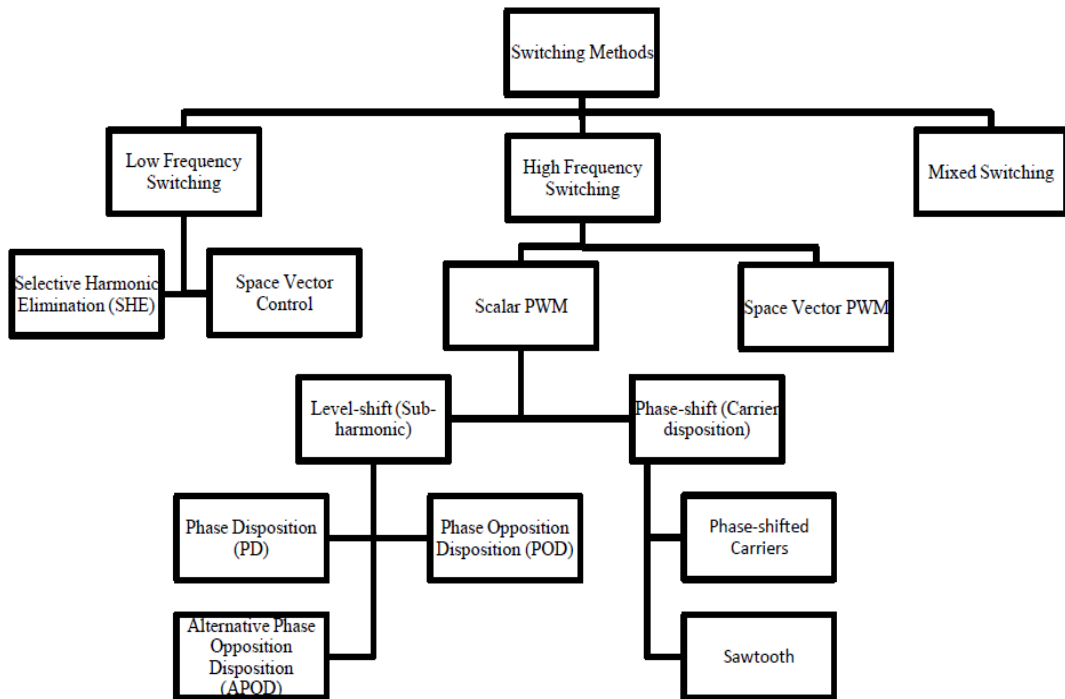 Switching Methods
Low Frequency
Switching
High Frequency
Switching
Mixed Switching
Selective Harmonic
Elimination (SHE)
Space Vector
Control
Scalar PWM
Space Vector PWM
Level-shift (Sub-
harmonic)
Phase-shift (Carrier
disposition)
Phase Disposition
(PD)
Phase Opposition
Disposition (POD)
Phase-shifted
Carriers
Alternative Phase
Opposition
Disposition
(APOD)
Sawtooth